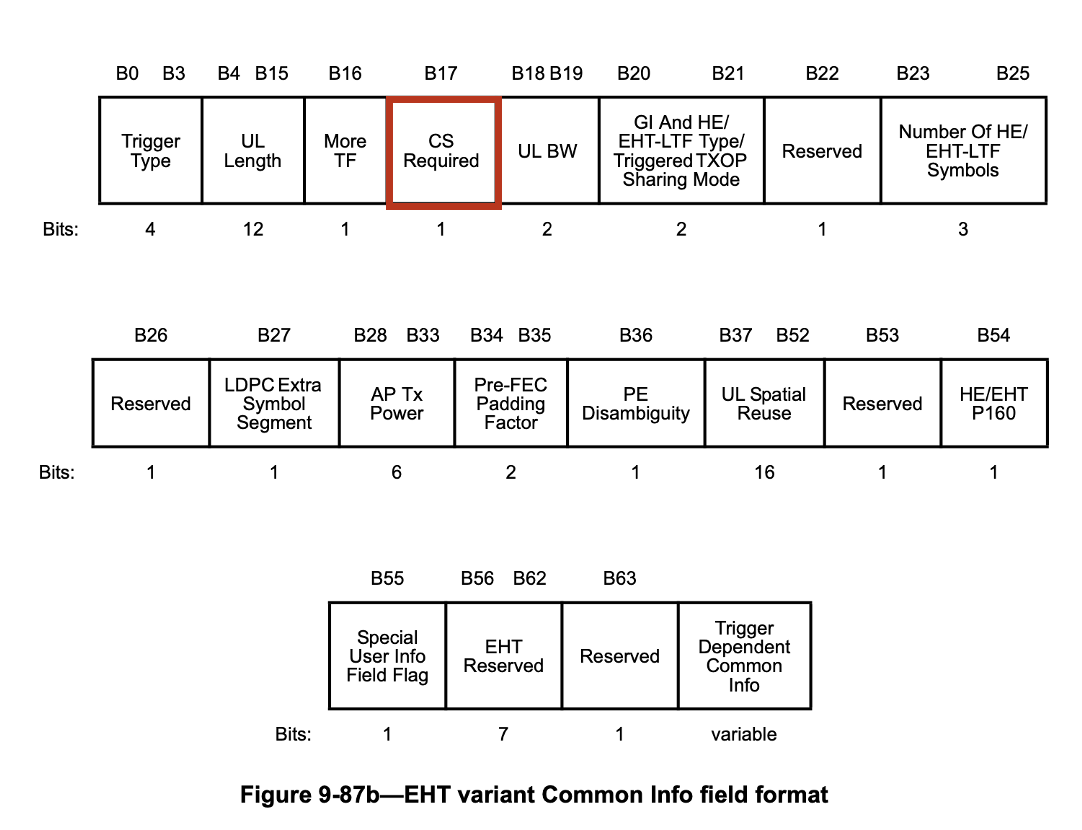 B0 B3 B4 B15 B16 B17 B18 B19 B20 B21 B22 B23 B25
Trigger
Type
UL
Length
More
TF
CS
Required
UL BW
GI And HE/
EHT-LTF Type/
Triggered TXOP
Sharing Mode
Reserved
Number Of HE/
EHT-LTF
Symbols
Bits: 4 12 1 1 2 2 1 3
B26 B27 B28 B33 B34 B35 B36 B37 B52 B53 B54
Reserved
LDPC Extra
Symbol
Segment
AP Tx
Power
Pre-FEC
Padding
Factor
PE
Disambiguity
UL Spatial
Reuse
Reserved
HE/EHT
P160
Bits: 1 1 6 2 1 16 1 1
B55 B56 B62 B63
Special
User Info
Field Flag
EHT
Reserved
Reserved
Trigger
Dependent
Common
Info
Bits: 1 7 1 variable
Figure 9-87b—EHT variant Common Info field format